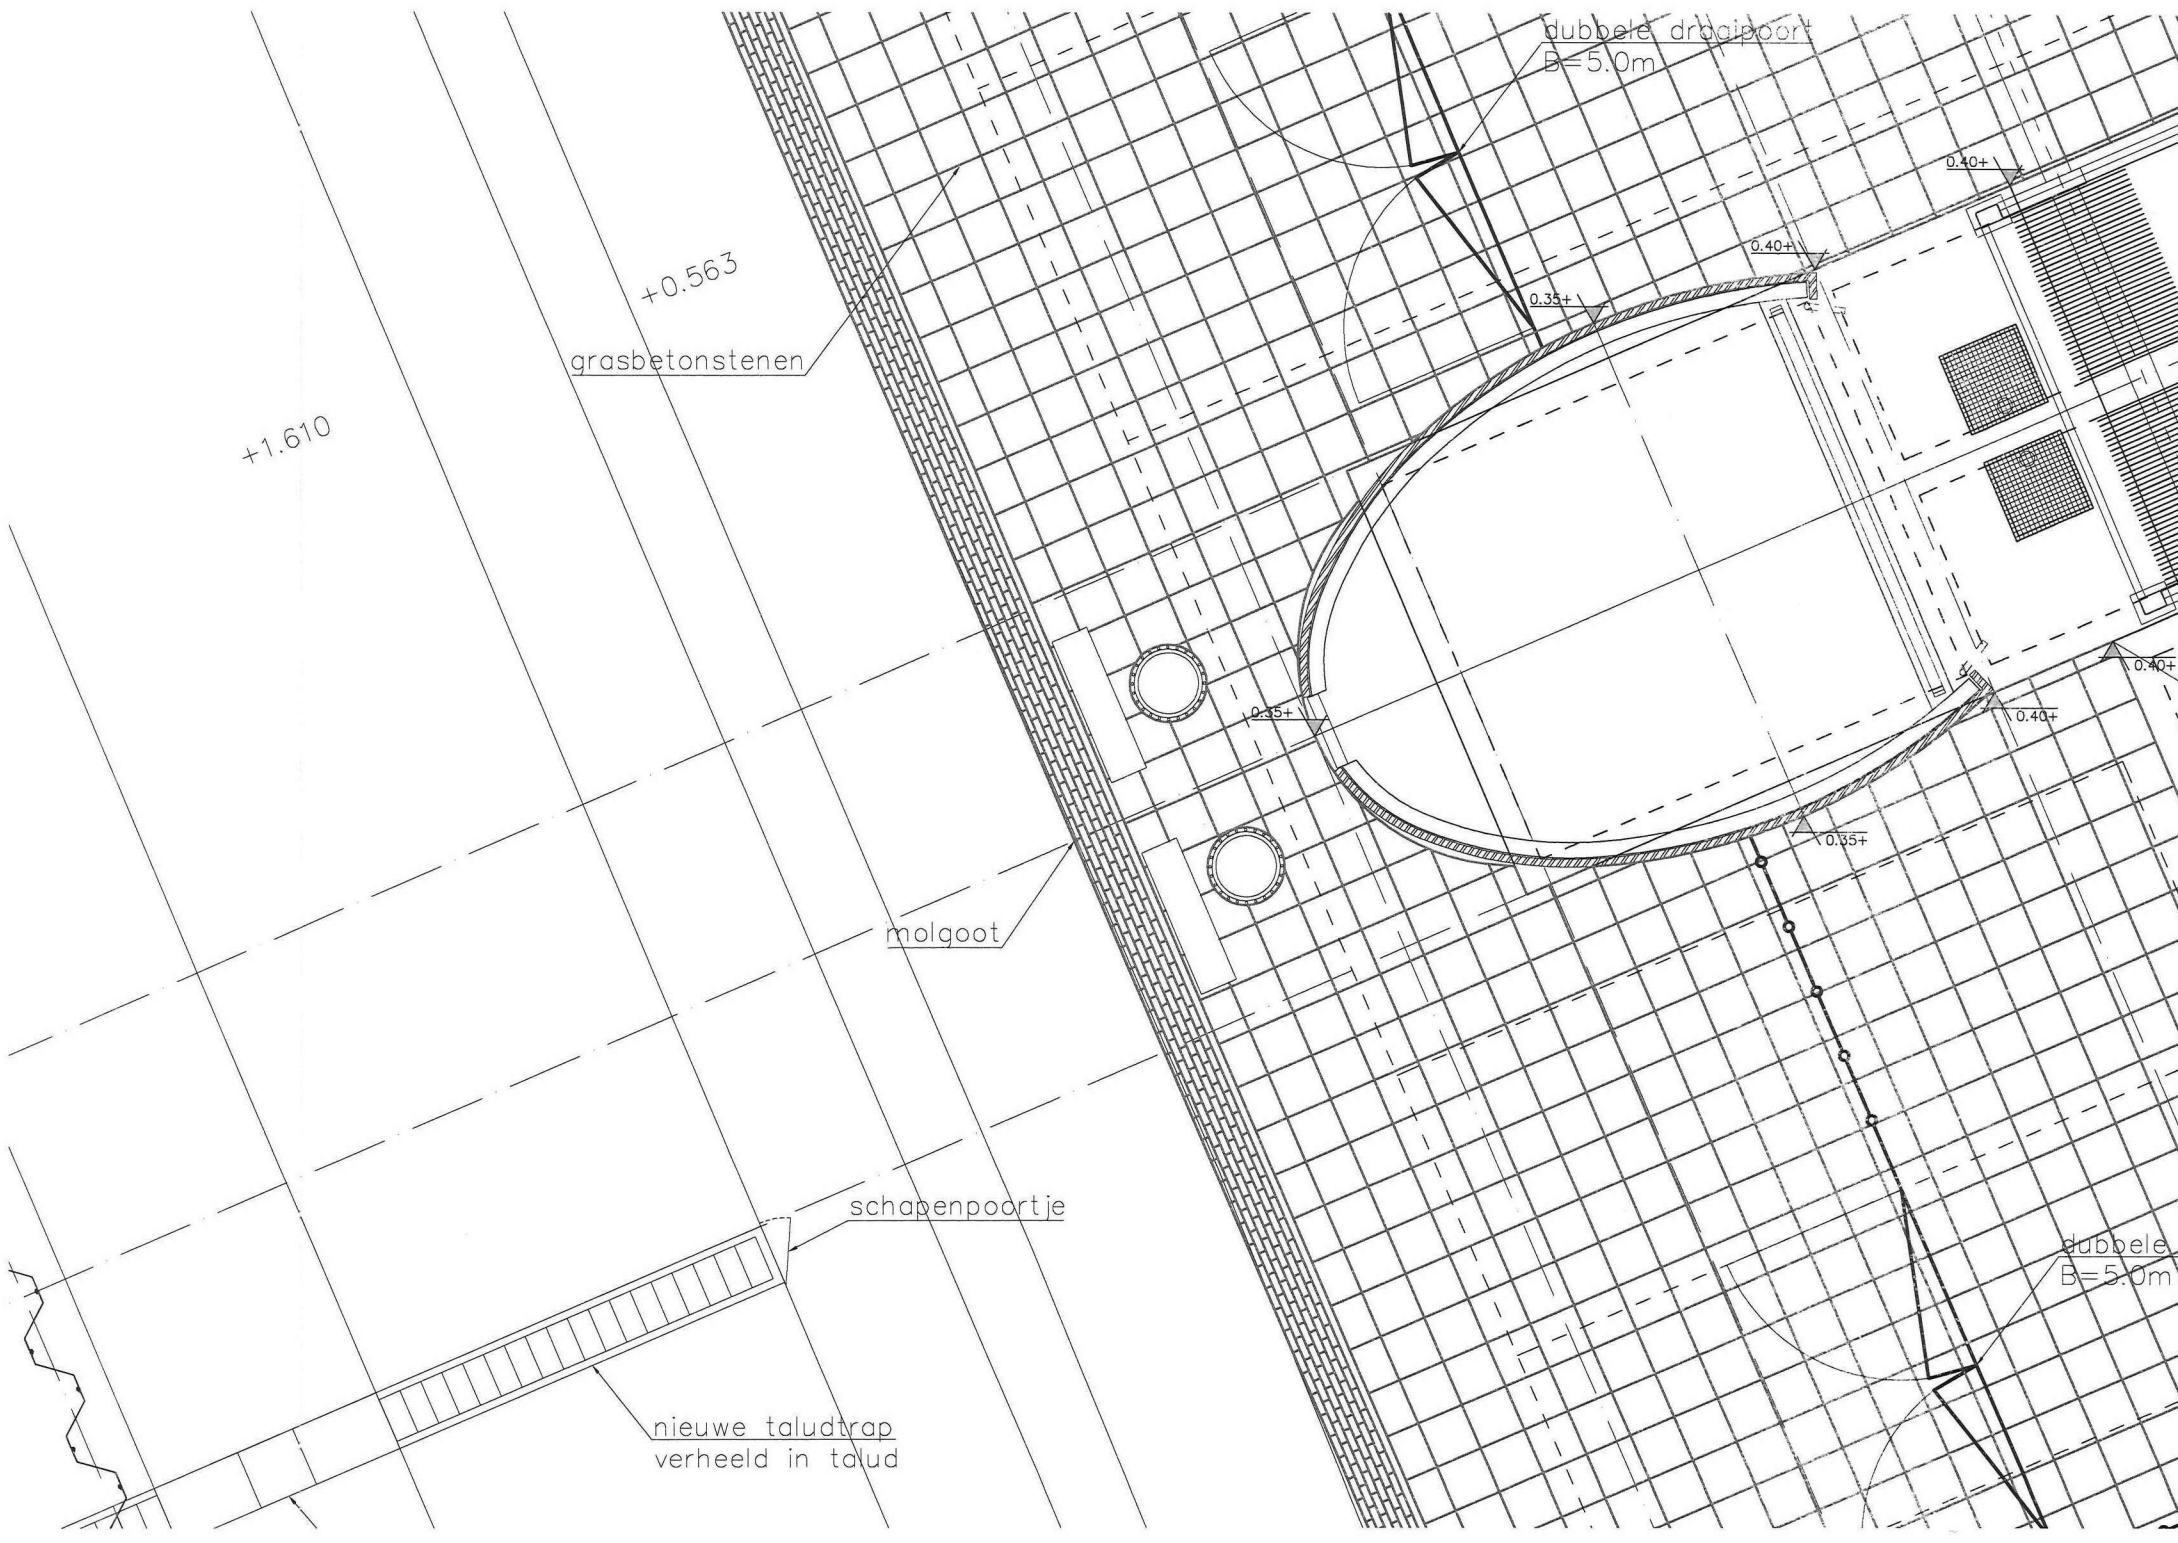 dubbele draaipoort
B=5.0m
0.40+
0.40+
+0.563
0.35+
grasbetonstenen
+1.610
0.40+
0.35+
0.40+
0.35+
molgoot
schapenpoortje
dubbele
B=5.0m
nieuwe taludtrap
verheeld in talud